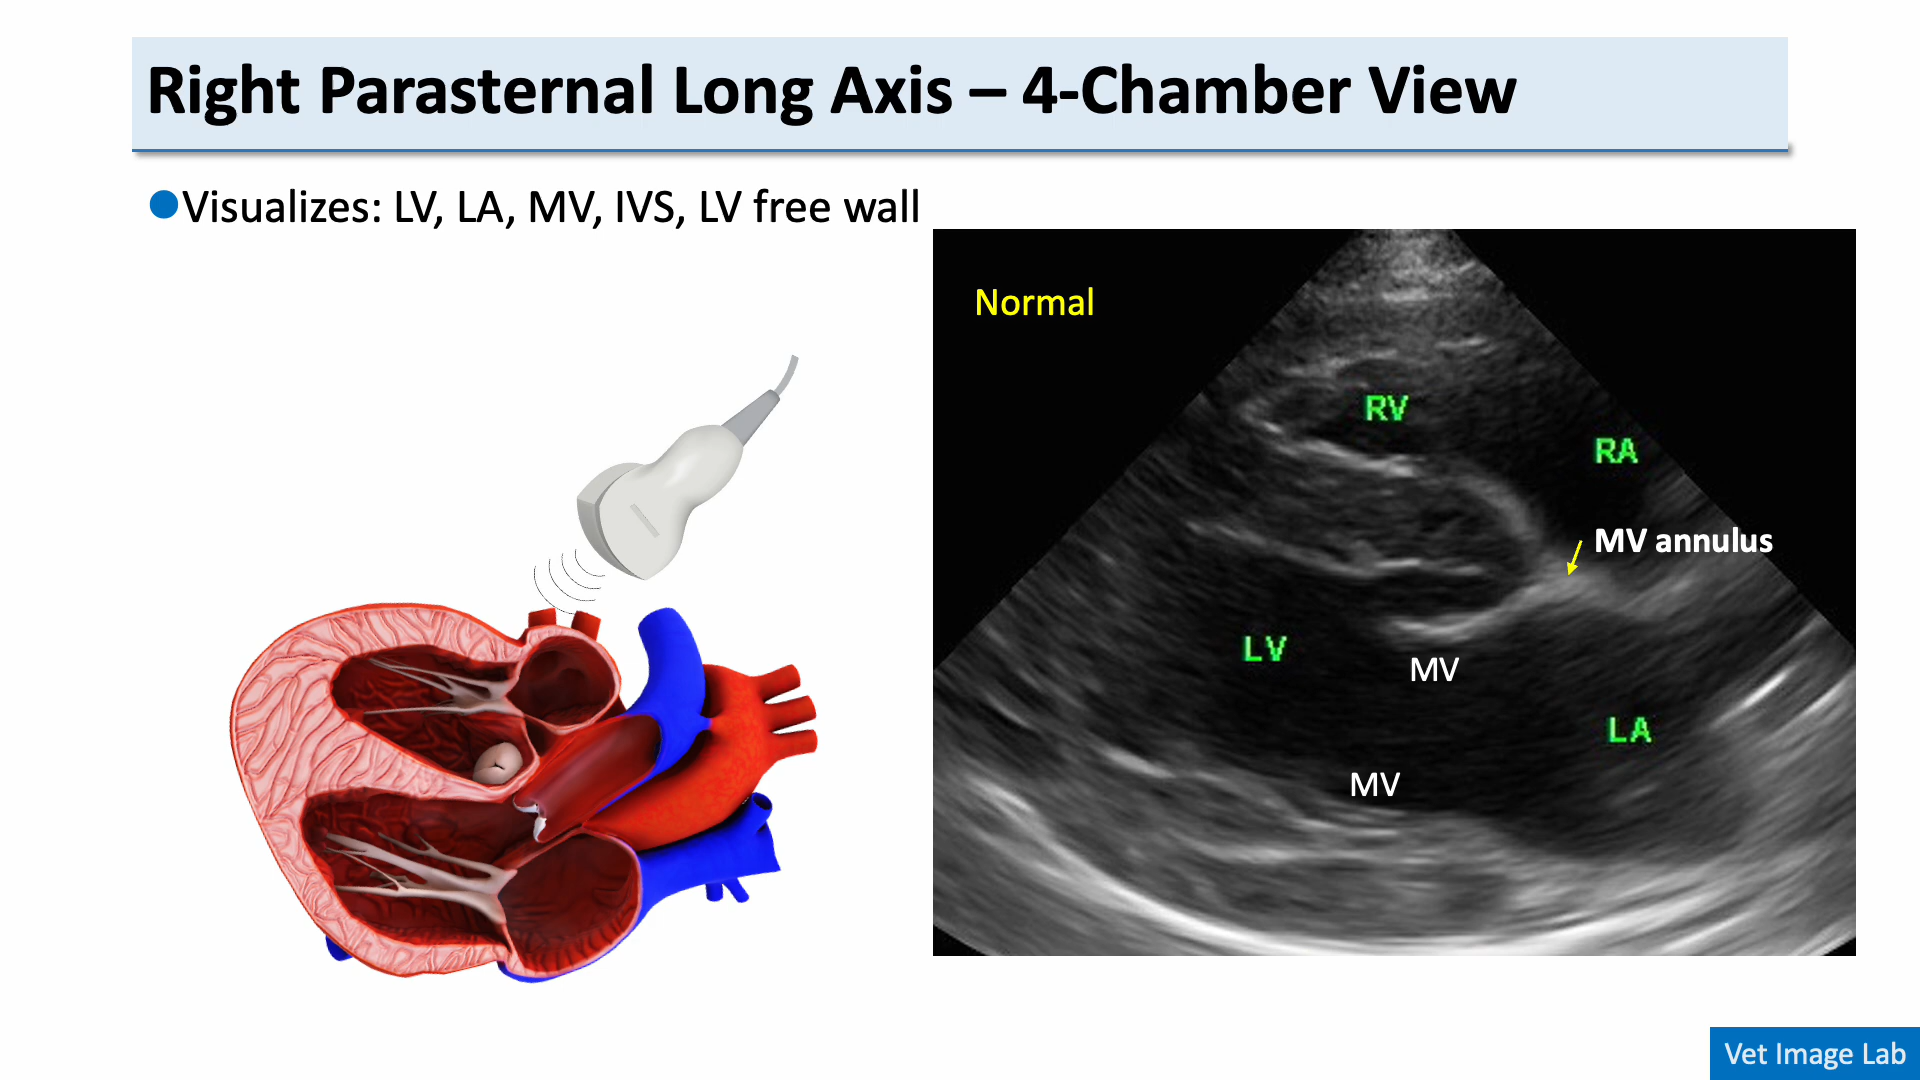 Right Parasternal Long Axis – 4-Chamber View
Visualizes: LV, LA, MV, IVS, LV free wall
Normal
RV
RA
MV annulus
LV
MV
LA
MV
Vet Image Lab